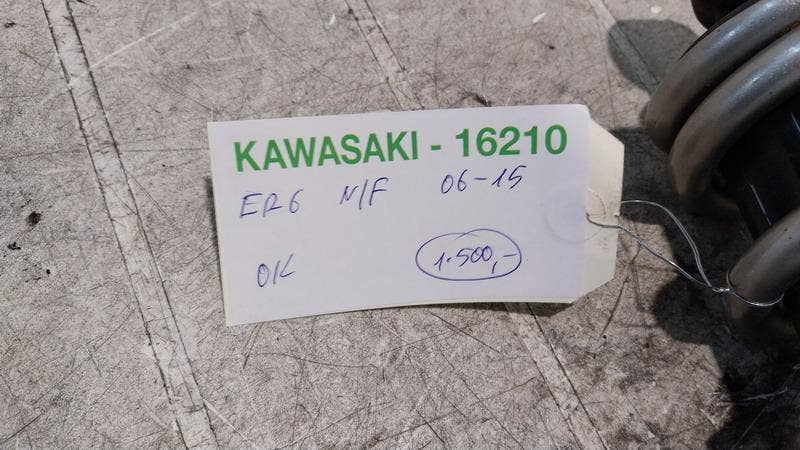 KAWASAKI - 16210
ER6 N/F 06-15
OK 1.500,-